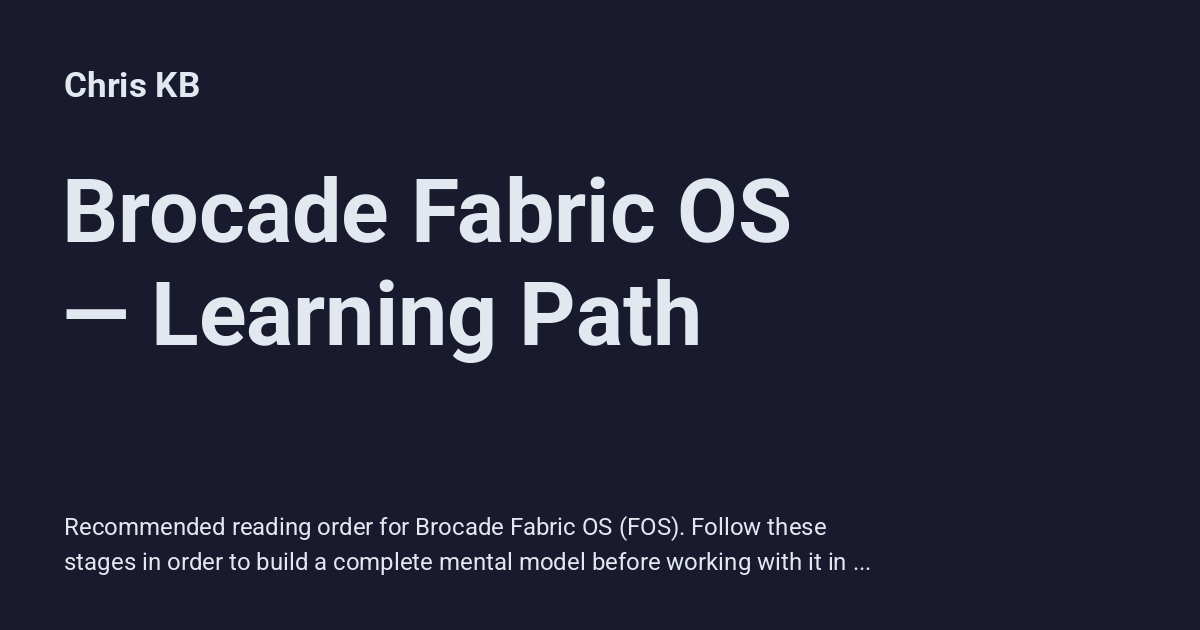 Chris KB
Brocade Fabric OS
— Learning Path
Recommended reading order for Brocade Fabric OS (FOS). Follow these
stages in order to build a complete mental model before working with it in ...